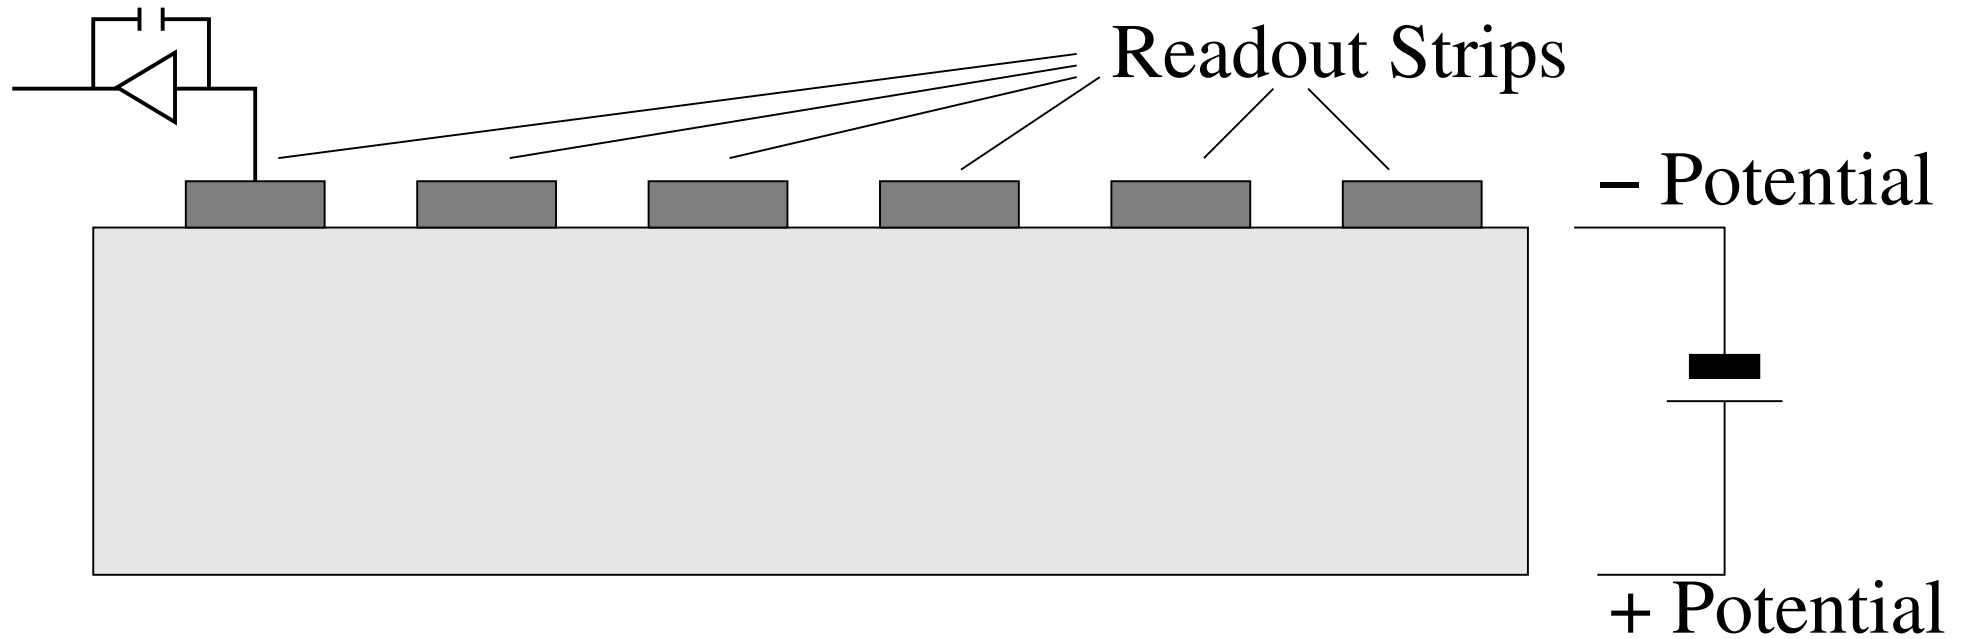 Readout Strips
– Potential
+ Potential